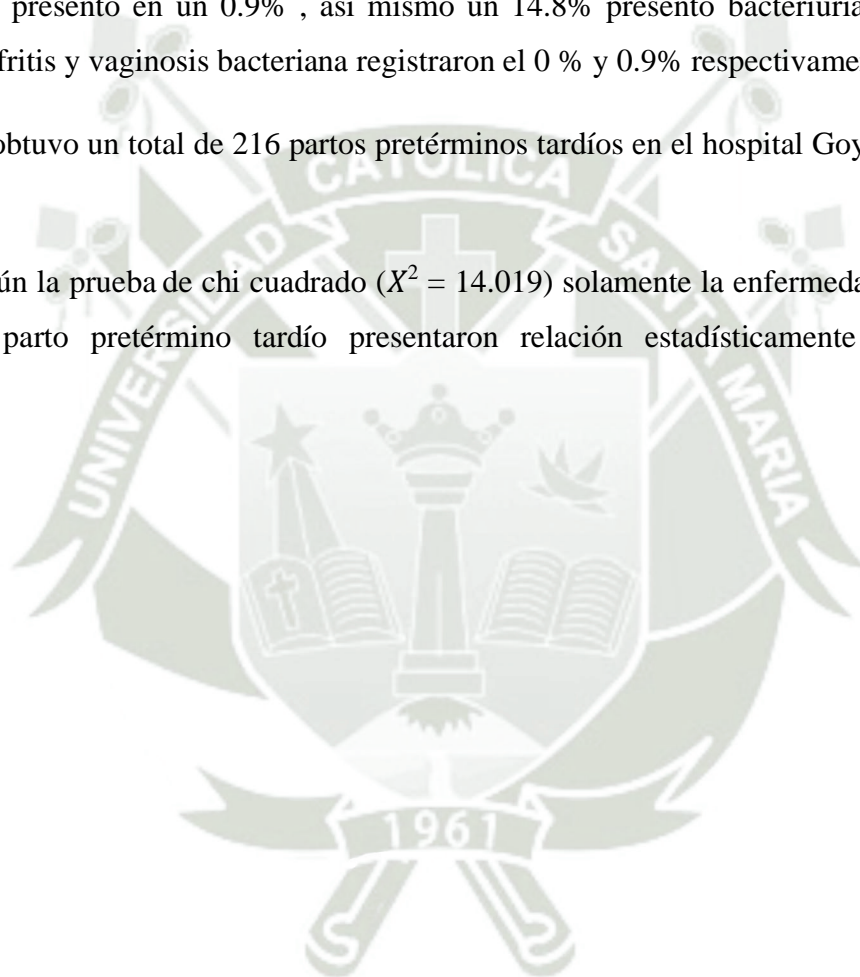 presentó en un 0.9% , así mismo un 14.8% presento bacteriuria
fritis y vaginosis bacteriana registraron el 0 % y 0.9% respectivame
obtuvo un total de 216 partos pretérminos tardíos en el hospital Goy
ún la prueba de chi cuadrado (X² = 14.019) solamente la enfermeda
parto pretérmino tardío presentaron relación estadísticamente
UNIVERSIDAD CATOLICA SANTA MARIA
1961